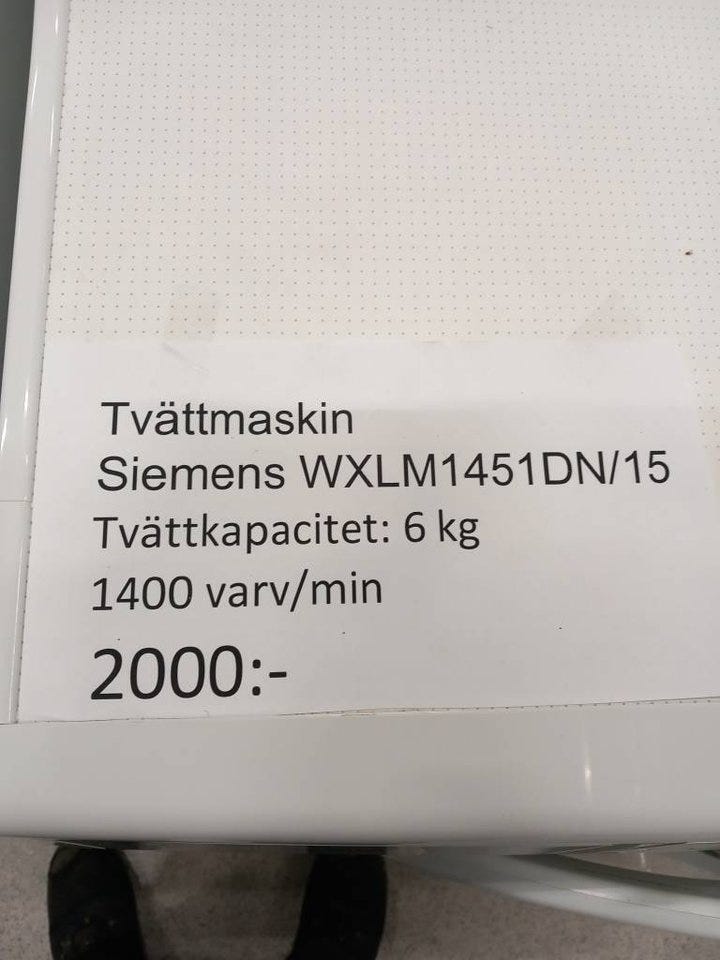 Tvättmaskin
Siemens WXLM1451DN/15
Tvättkapacitet: 6 kg
1400 varv/min
2000:-